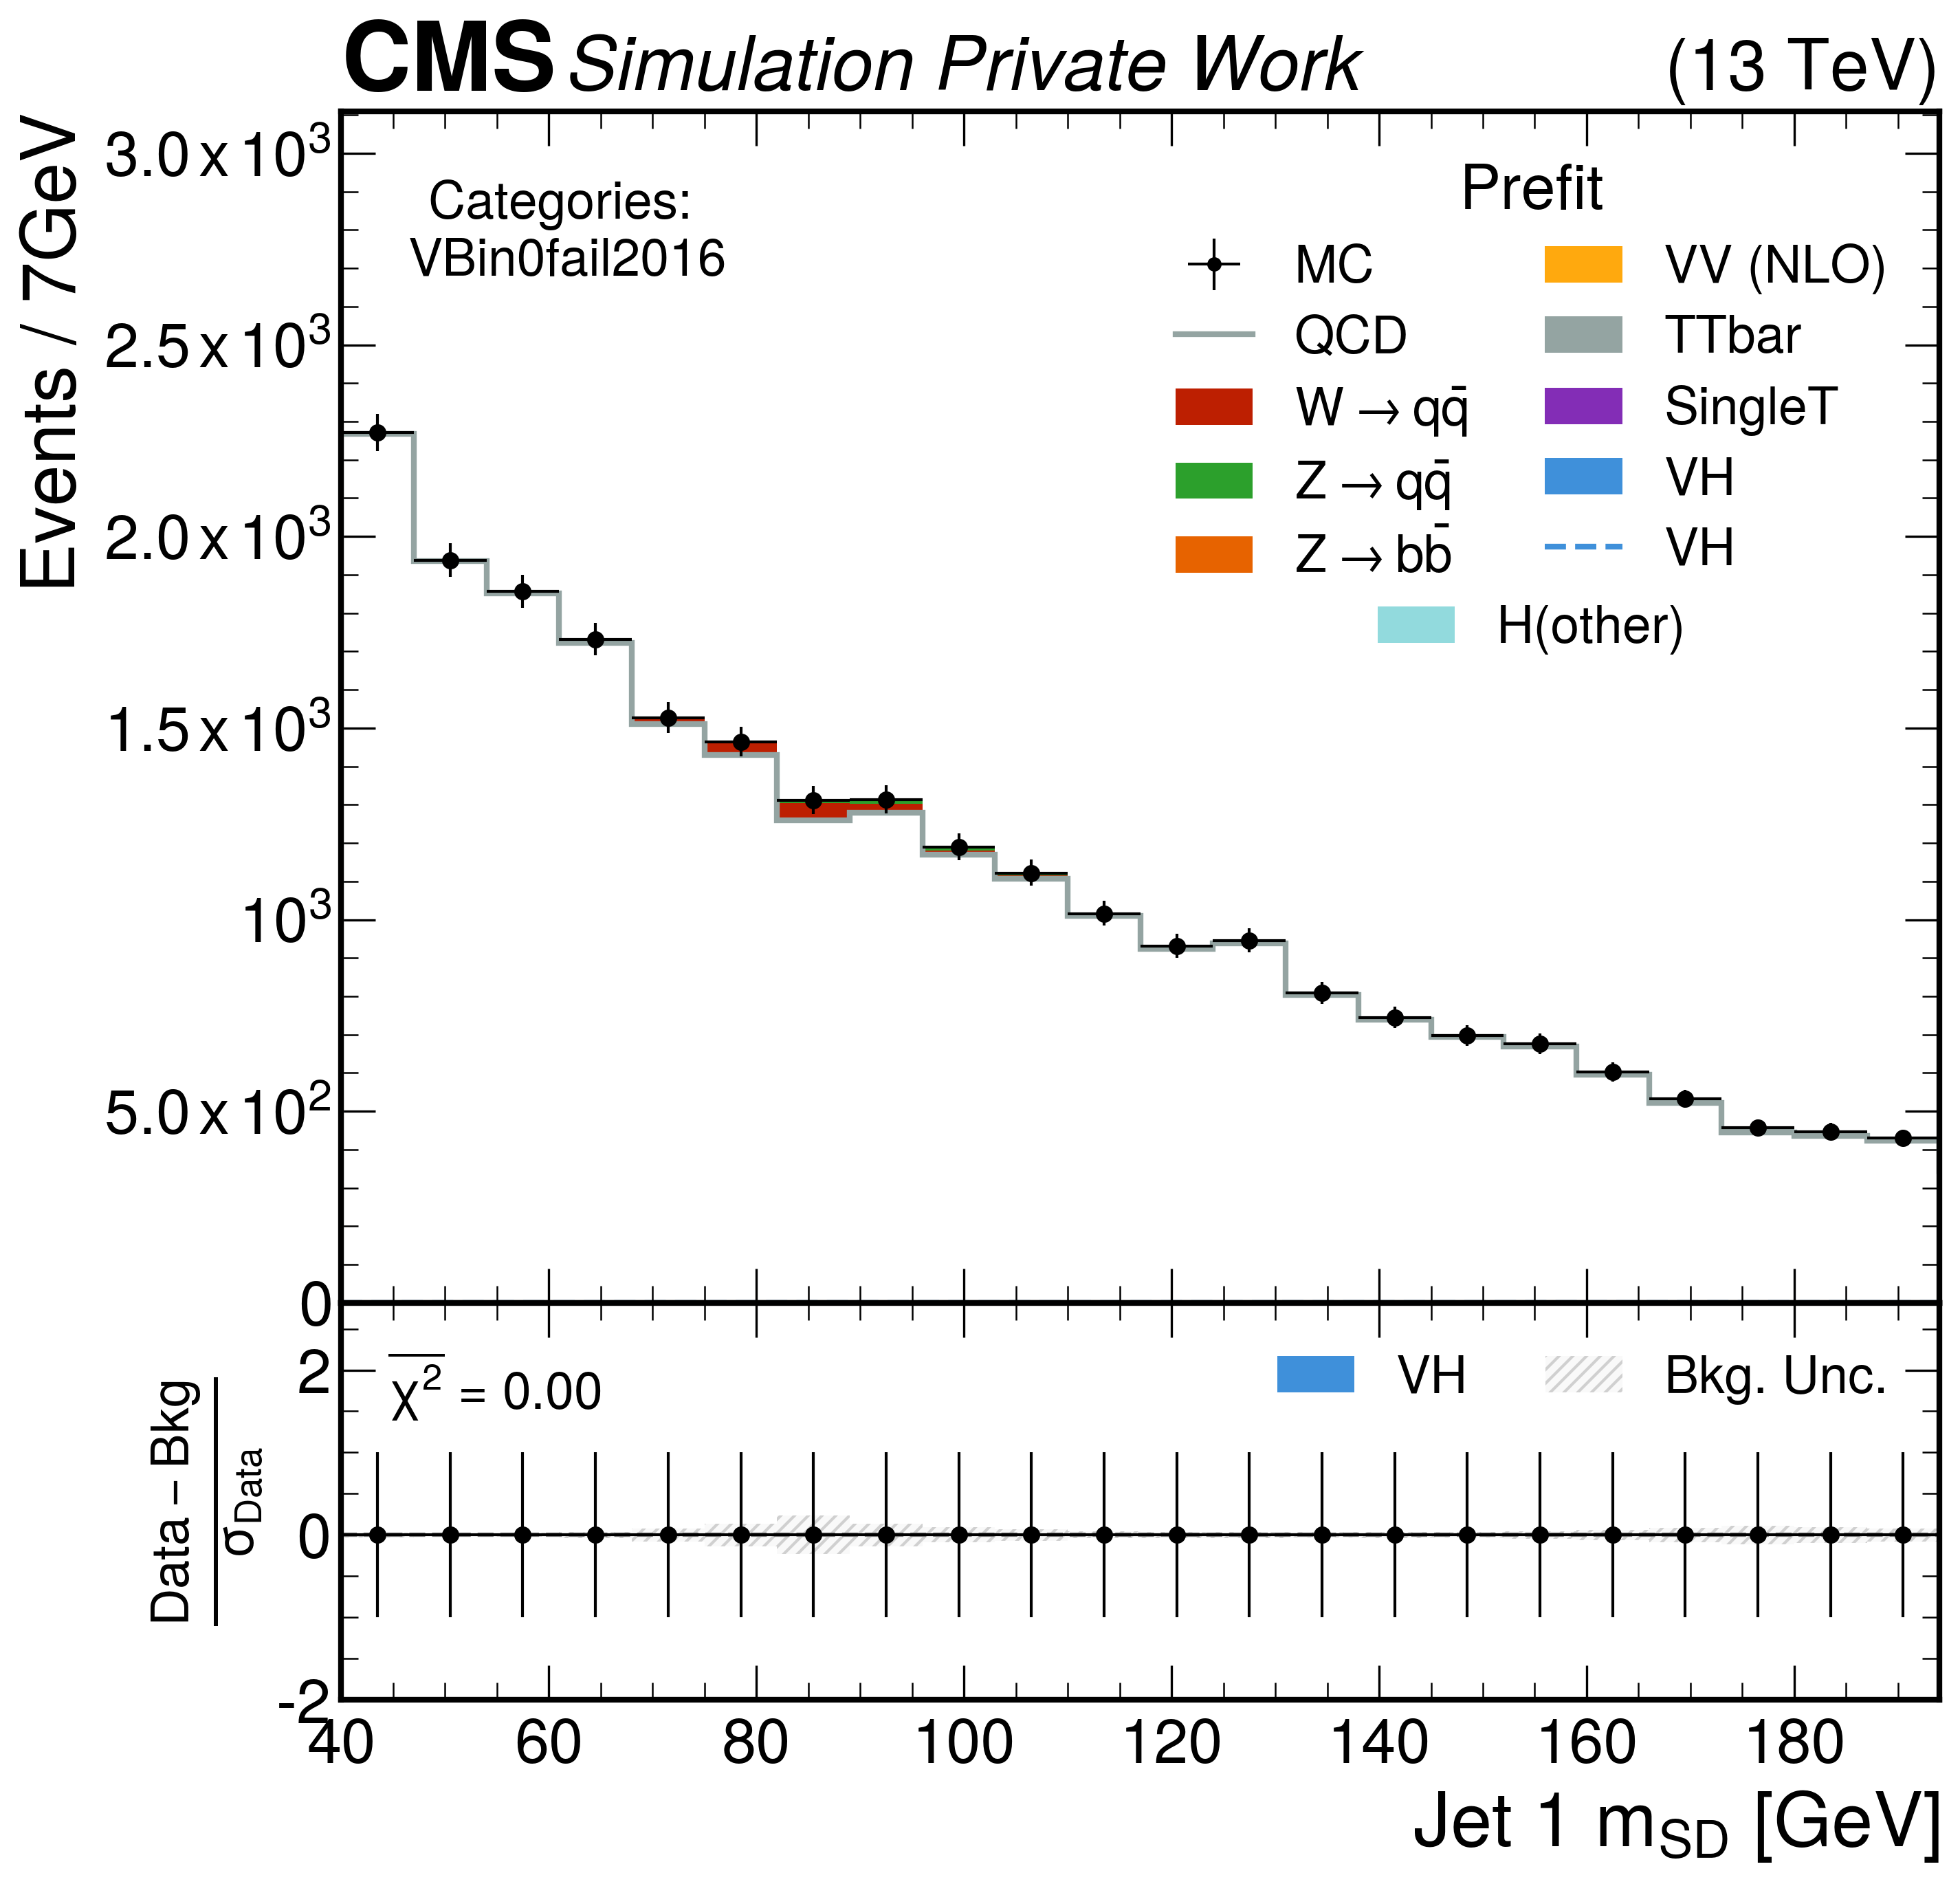 CMS Simulation Private Work (13 TeV)
Events / 7GeV
3.0 x 10³
2.5 x 10³
2.0 x 10³
1.5 x 10³
10³
5.0 x 10²
0
Categories:
VBin0fail2016
Prefit
MC
QCD
W → qq̄
Z → qq̄
Z → bb̄
VV (NLO)
TTbar
SingleT
VH
VH
H(other)
Data − Bkg
σ_Data
2
0
-2
χ² = 0.00
VH
Bkg. Unc.
40 60 80 100 120 140 160 180
Jet 1 m_SD [GeV]